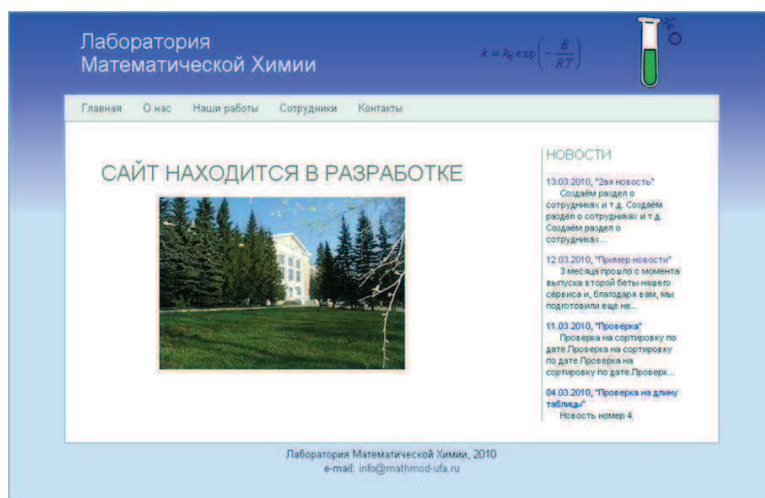 Лаборатория
Математической Химии
k = k₀ exp(−E/RT)
Главная О нас Наши работы Сотрудники Контакты
САЙТ НАХОДИТСЯ В РАЗРАБОТКЕ
НОВОСТИ
13.03.2010, "2ая новость"
Создаём раздел о
сотрудниках и т.д. Создаём
раздел о сотрудниках и т.д.
Создаём раздел о
сотрудниках...
12.03.2010, "Пример новости"
3 месяца прошло с момента
выпуска второй беты нашего
сервиса и, благодаря вам, мы
подготовили еще не...
11.03.2010, "Проверка"
Проверка на сортировку по
дате.Проверка на сортировку
по дате.Проверка на
сортировку по дате.Проверк...
04.03.2010, "Проверка на длину
таблицы"
Новость номер 4
Лаборатория Математической Химии, 2010
e-mail: info@mathmod-ufa.ru